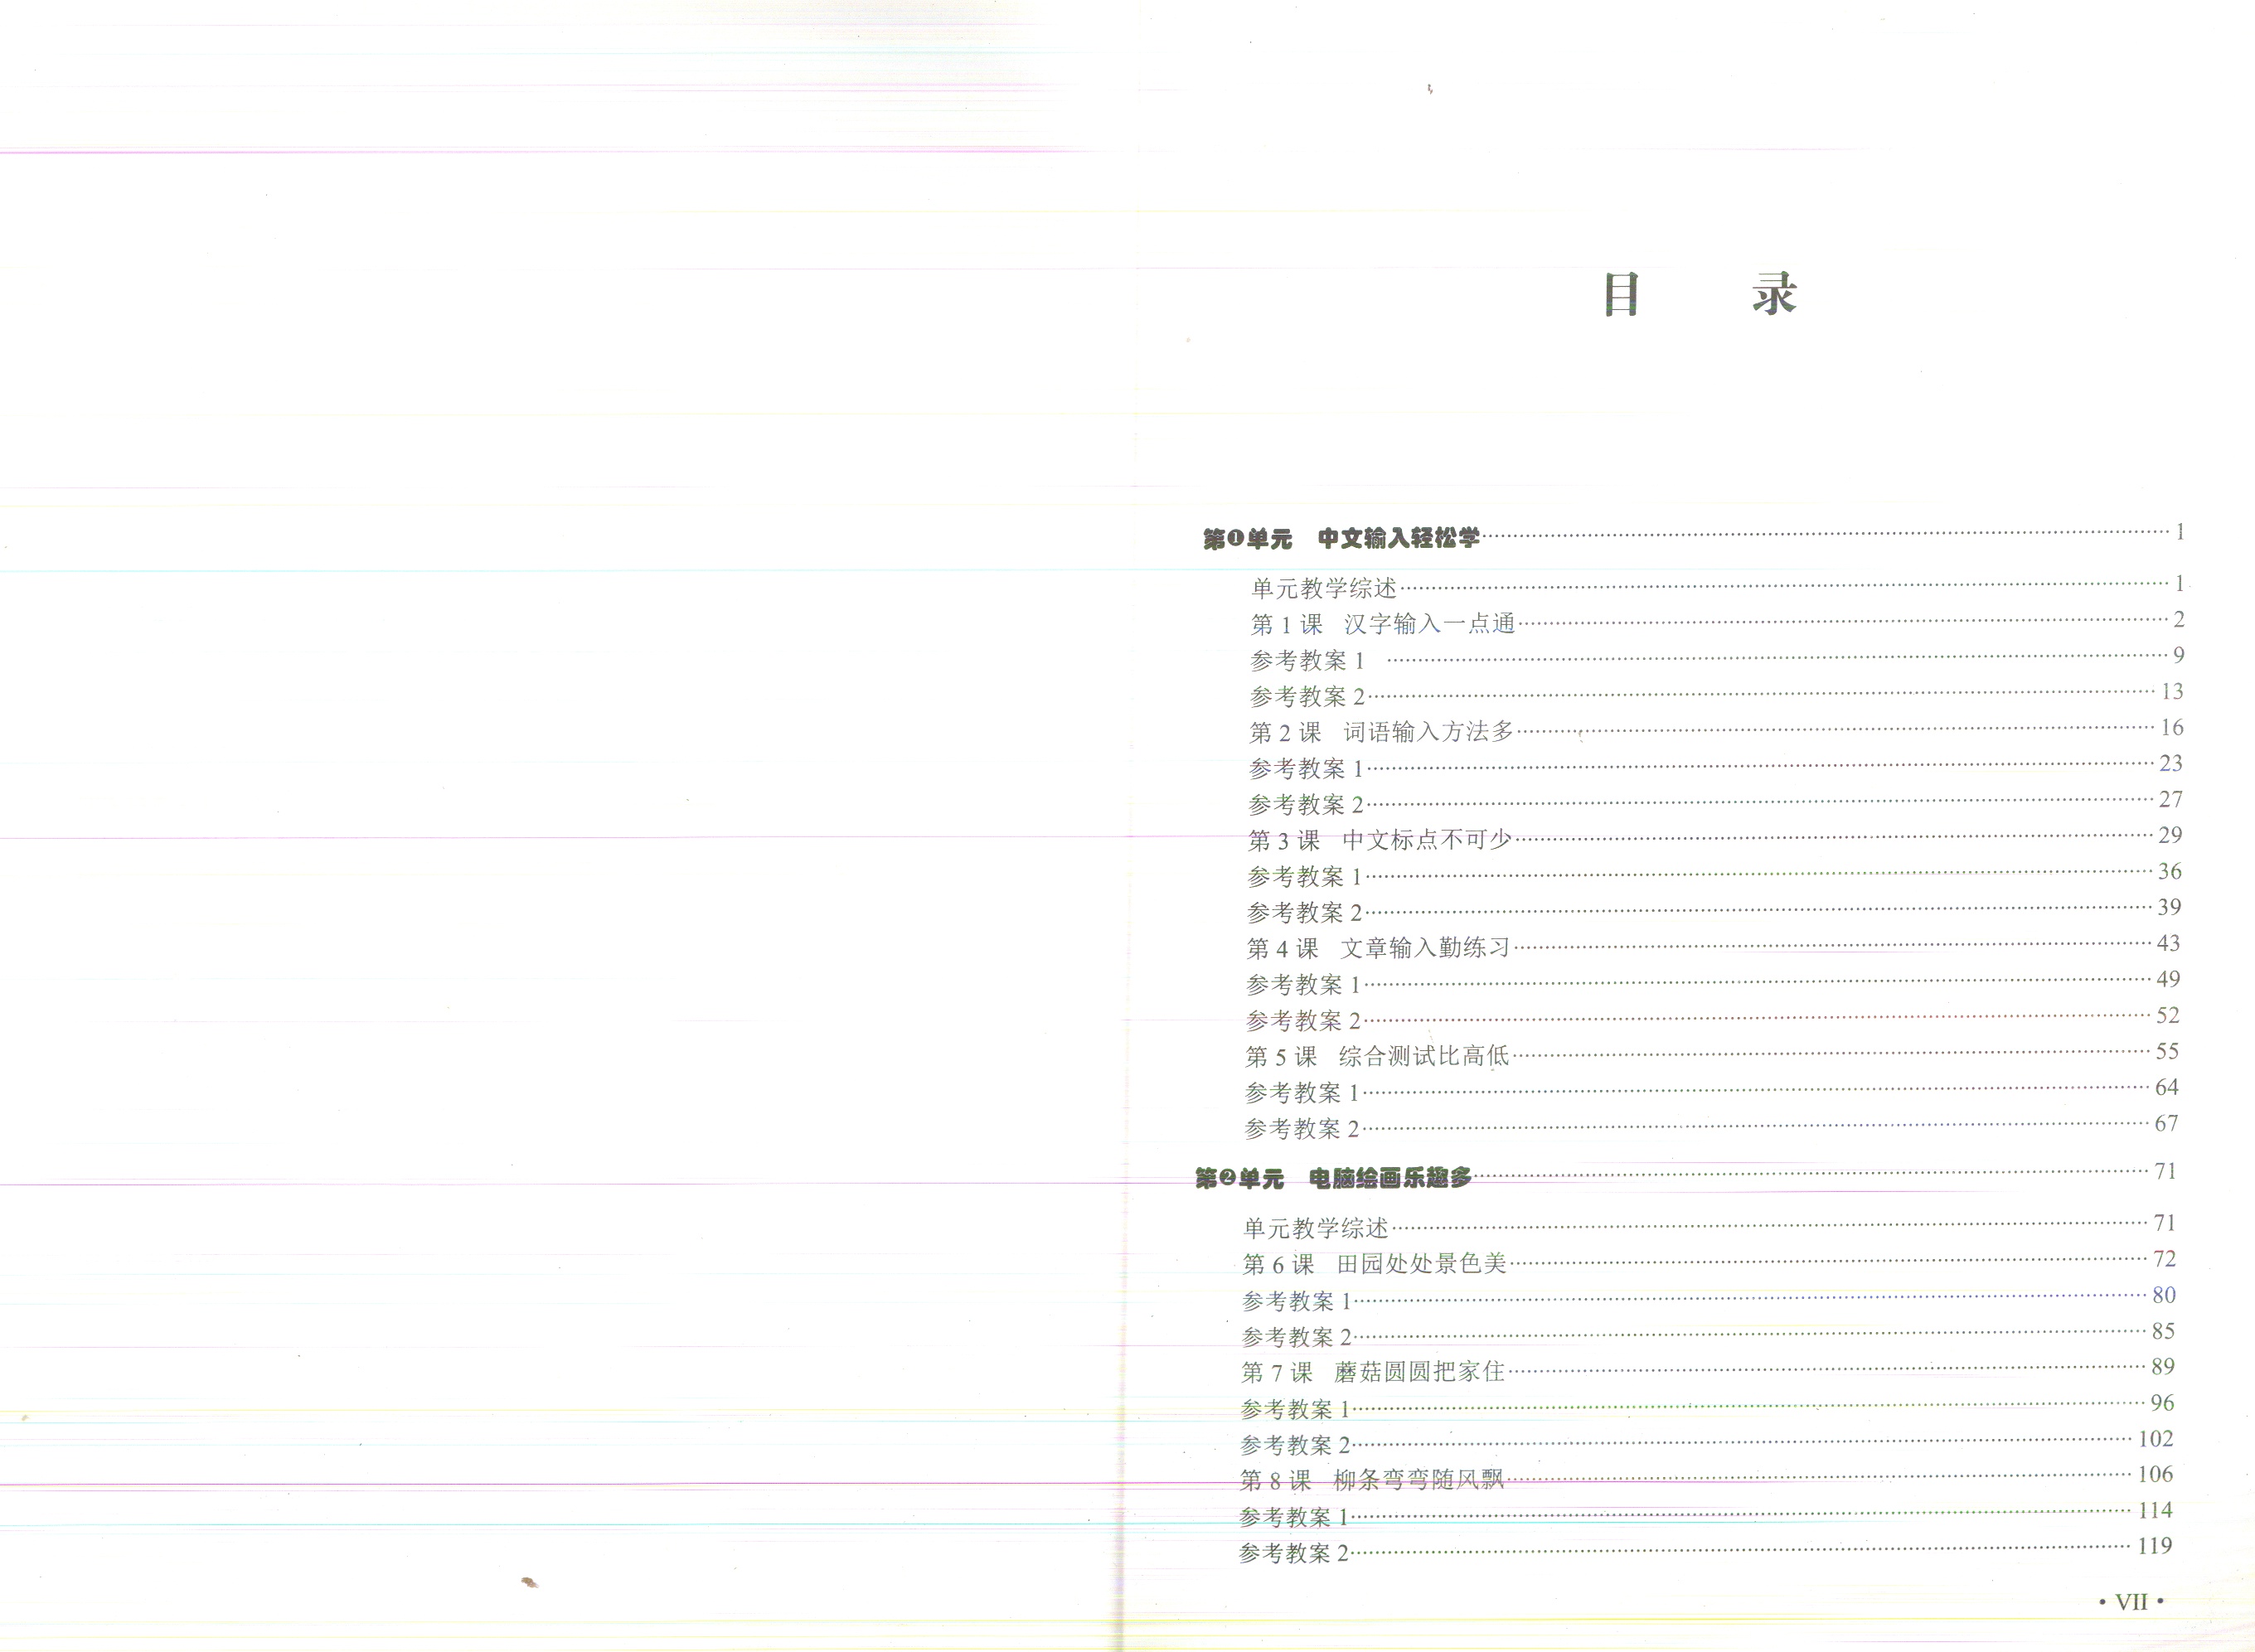 目 录
第❶单元 中文输入轻松学 1
单元教学综述 1
第 1 课 汉字输入一点通 2
参考教案 1 9
参考教案 2 13
第 2 课 词语输入方法多 16
参考教案 1 23
参考教案 2 27
第 3 课 中文标点不可少 29
参考教案 1 36
参考教案 2 39
第 4 课 文章输入勤练习 43
参考教案 1 49
参考教案 2 52
第 5 课 综合测试比高低 55
参考教案 1 64
参考教案 2 67
第❷单元 电脑绘画乐趣多 71
单元教学综述 71
第 6 课 田园处处景色美 72
参考教案 1 80
参考教案 2 85
第 7 课 蘑菇圆圆把家住 89
参考教案 1 96
参考教案 2 102
第 8 课 柳条弯弯随风飘 106
参考教案 1 114
参考教案 2 119
• VII •